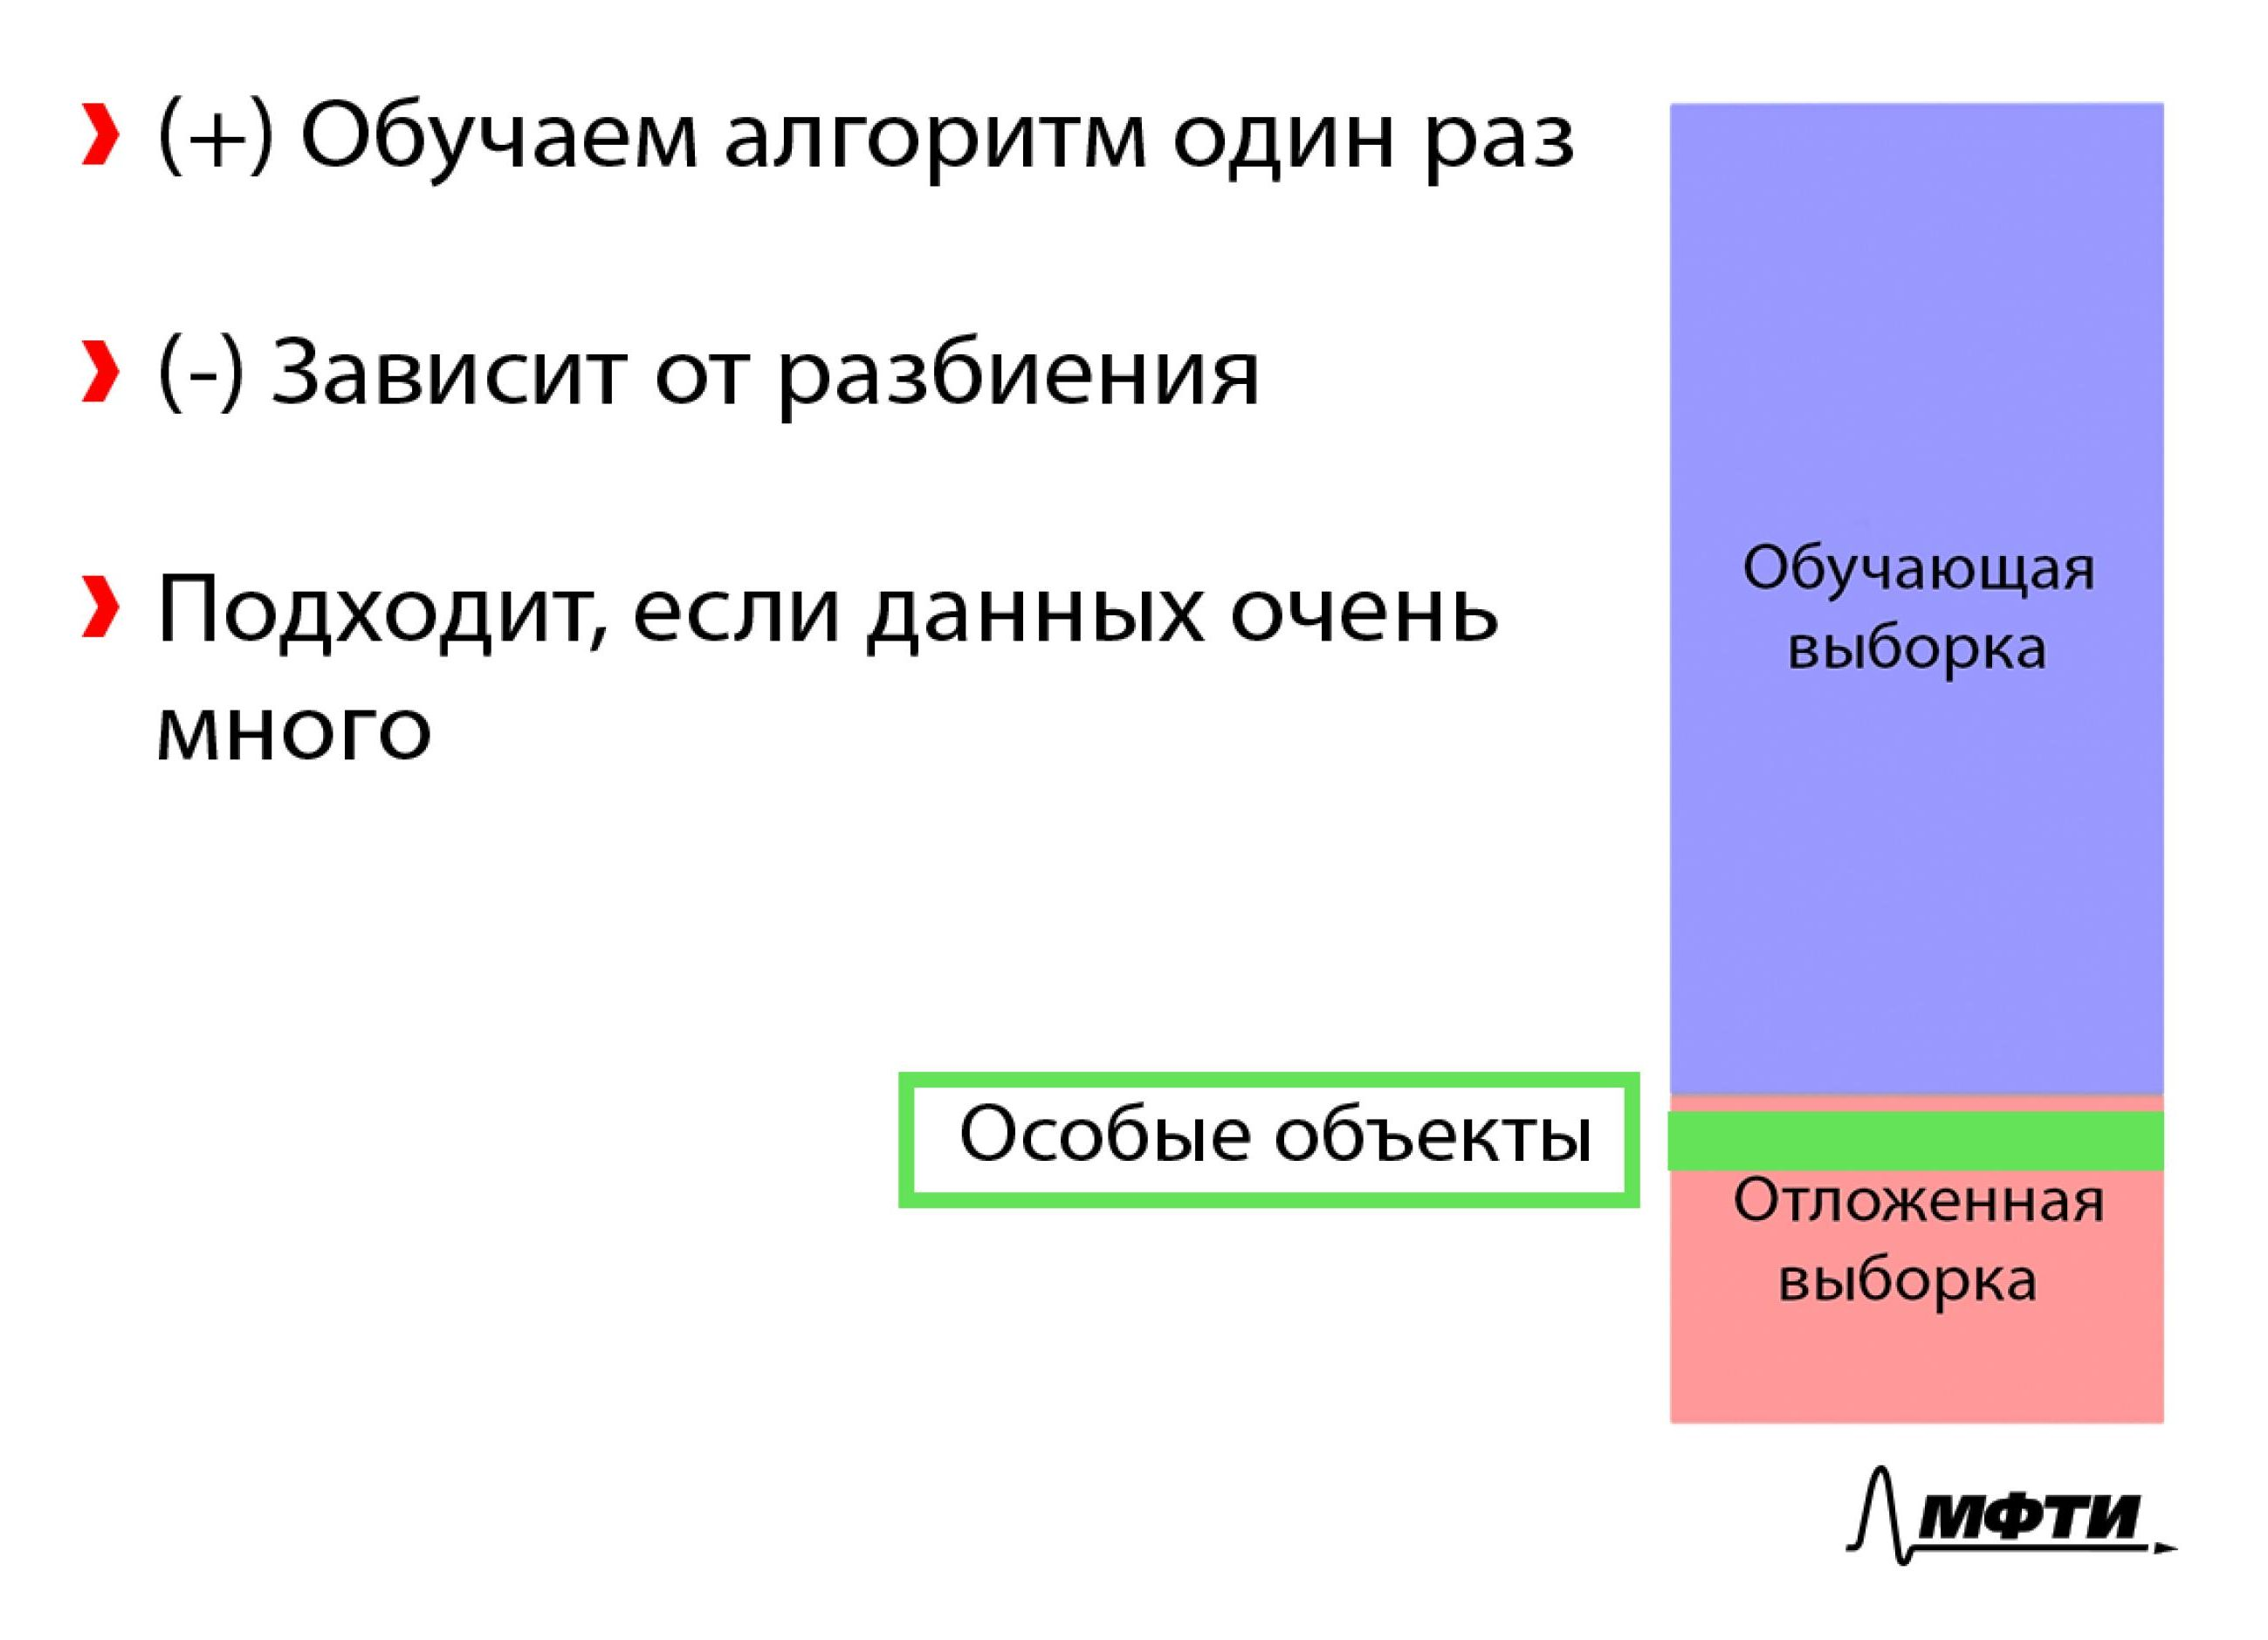 (+) Обучаем алгоритм один раз
(-) Зависит от разбиения
Подходит, если данных очень
много
Обучающая
выборка
Особые объекты
Отложенная
выборка
МФТИ